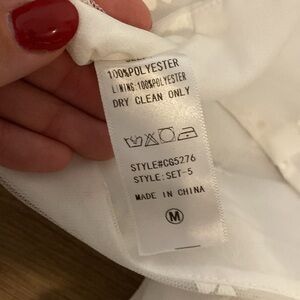 100%POLYESTER
LINING:100%POLYESTER
DRY CLEAN ONLY
STYLE#CG5276
STYLE:SET-5
MADE IN CHINA
M